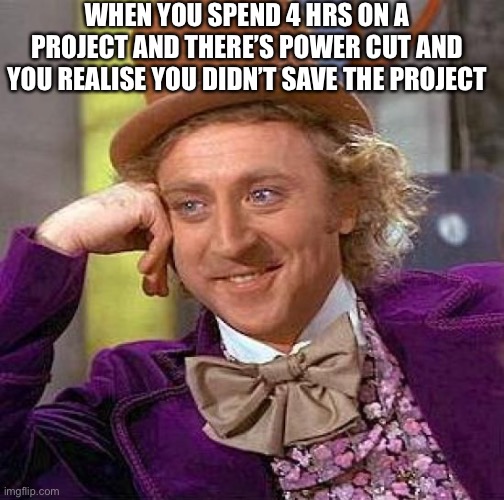 WHEN YOU SPEND 4 HRS ON A
PROJECT AND THERE'S POWER CUT AND
YOU REALISE YOU DIDN'T SAVE THE PROJECT
imgflip.com